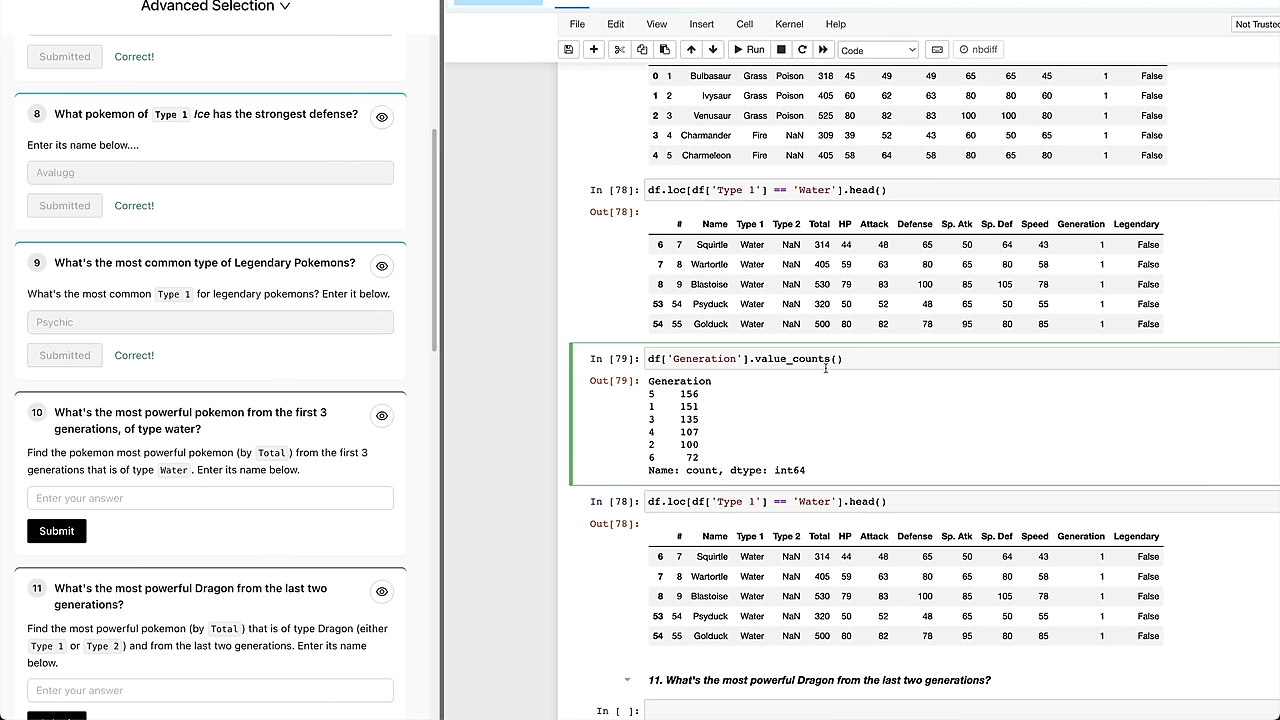 Advanced Selection
Submitted Correct!
8 What pokemon of Type 1 Ice has the strongest defense?
Enter its name below....
Avalugg
Submitted Correct!
9 What's the most common type of Legendary Pokemons?
What's the most common Type 1 for legendary pokemons? Enter it below.
Psychic
Submitted Correct!
10 What's the most powerful pokemon from the first 3
generations, of type water?
Find the pokemon most powerful pokemon (by Total ) from the first 3
generations that is of type Water . Enter its name below.
Enter your answer
Submit
11 What's the most powerful Dragon from the last two
generations?
Find the most powerful pokemon (by Total ) that is of type Dragon (either
Type 1 or Type 2 ) and from the last two generations. Enter its name
below.
Enter your answer
File Edit View Insert Cell Kernel Help
Not Trusted
Run Code nbdiff
0 1 Bulbasaur Grass Poison 318 45 49 49 65 65 45 1 False
1 2 Ivysaur Grass Poison 405 60 62 63 80 80 60 1 False
2 3 Venusaur Grass Poison 525 80 82 83 100 100 80 1 False
3 4 Charmander Fire NaN 309 39 52 43 60 50 65 1 False
4 5 Charmeleon Fire NaN 405 58 64 58 80 65 80 1 False
In [78]: df.loc[df['Type 1'] == 'Water'].head()
Out[78]:
# Name Type 1 Type 2 Total HP Attack Defense Sp. Atk Sp. Def Speed Generation Legendary
6 7 Squirtle Water NaN 314 44 48 65 50 64 43 1 False
7 8 Wartortle Water NaN 405 59 63 80 65 80 58 1 False
8 9 Blastoise Water NaN 530 79 83 100 85 105 78 1 False
53 54 Psyduck Water NaN 320 50 52 48 65 50 55 1 False
54 55 Golduck Water NaN 500 80 82 78 95 80 85 1 False
In [79]: df['Generation'].value_counts()
Out[79]: Generation
5 156
1 151
3 135
4 107
2 100
6 72
Name: count, dtype: int64
In [78]: df.loc[df['Type 1'] == 'Water'].head()
Out[78]:
# Name Type 1 Type 2 Total HP Attack Defense Sp. Atk Sp. Def Speed Generation Legendary
6 7 Squirtle Water NaN 314 44 48 65 50 64 43 1 False
7 8 Wartortle Water NaN 405 59 63 80 65 80 58 1 False
8 9 Blastoise Water NaN 530 79 83 100 85 105 78 1 False
53 54 Psyduck Water NaN 320 50 52 48 65 50 55 1 False
54 55 Golduck Water NaN 500 80 82 78 95 80 85 1 False
11. What's the most powerful Dragon from the last two generations?
In [ ]: